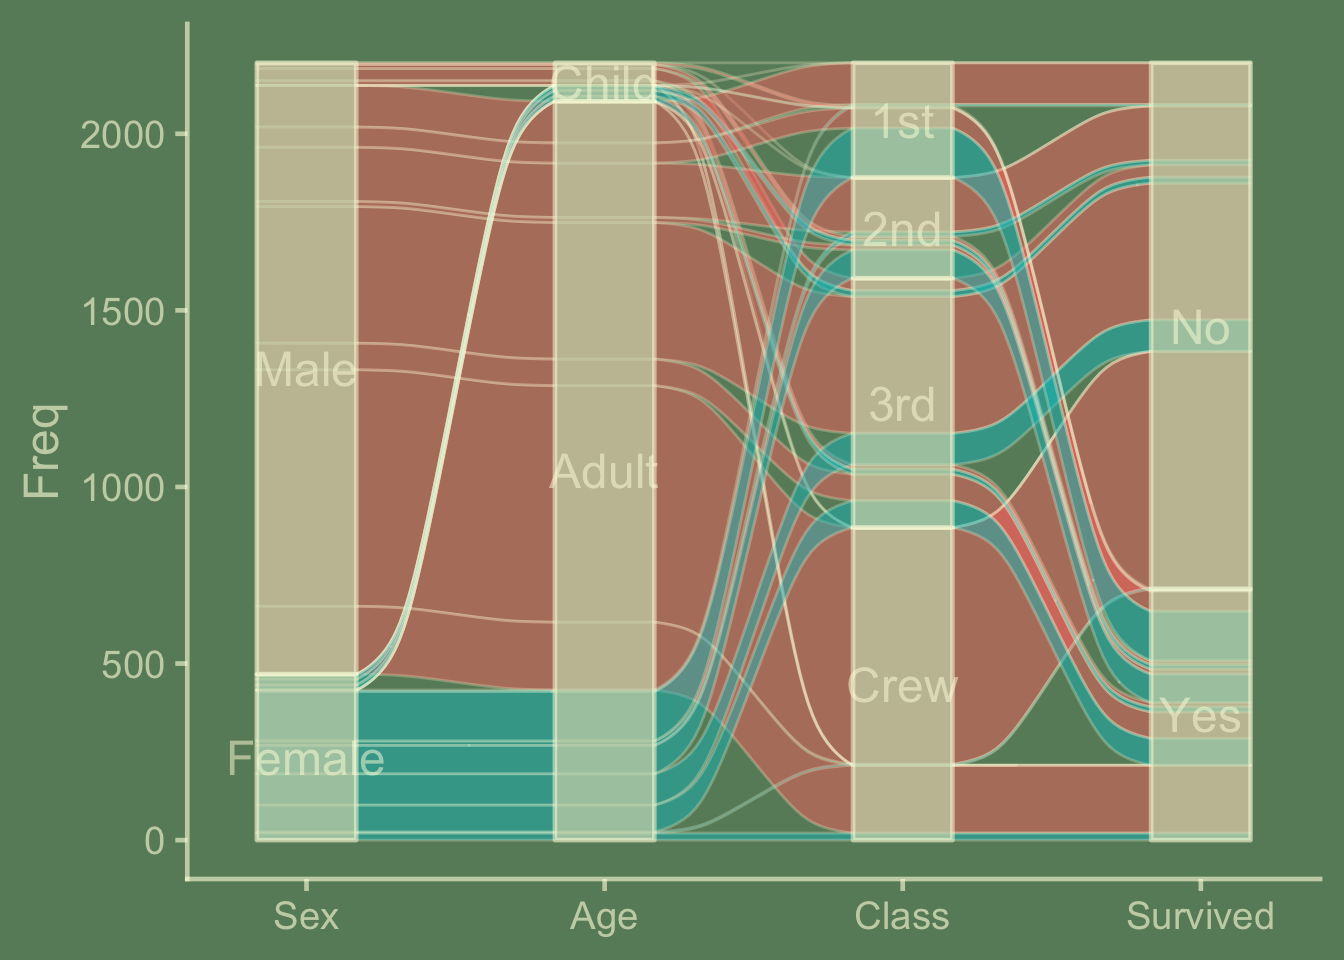 Freq
2000
1500
1000
500
0
Male
Female
Child
Adult
1st
2nd
3rd
Crew
No
Yes
Sex Age Class Survived